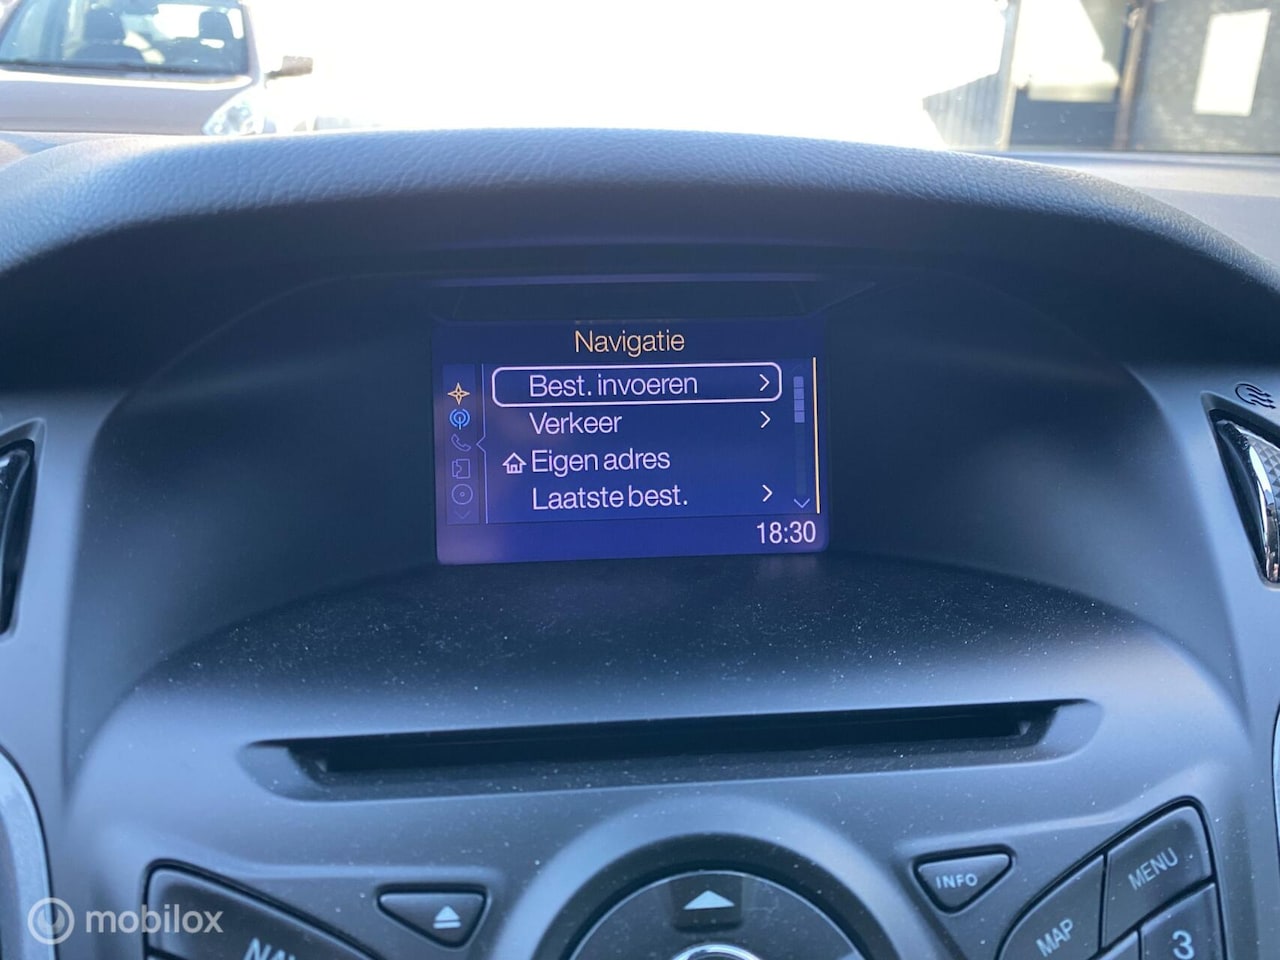 Navigatie
Best. invoeren
Verkeer
Eigen adres
Laatste best.
18:30
INFO
MENU
MAP
3
mobilox